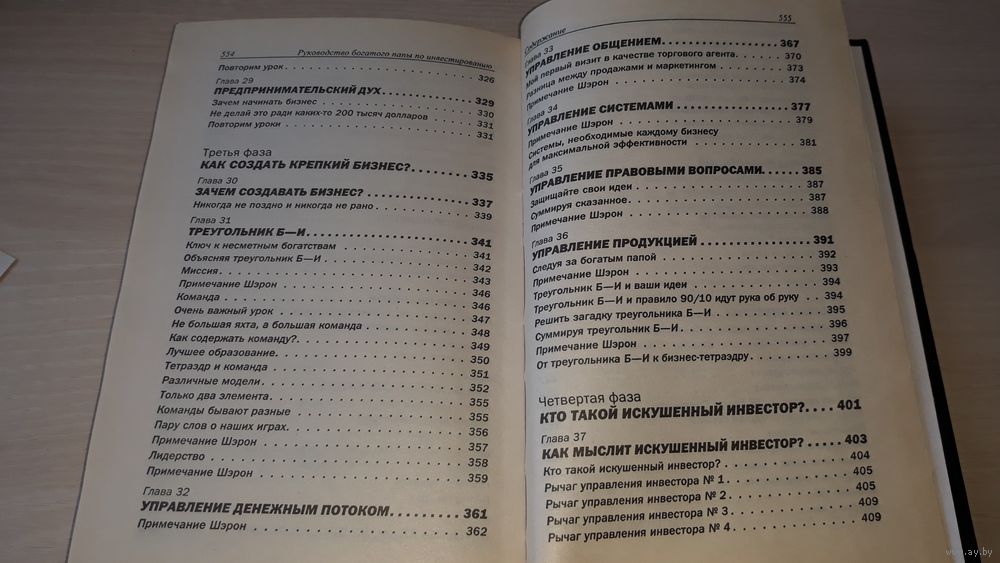 554 Руководство богатого папы по инвестированию
Повторим урок . . . . . . . . . . . . . . . . . . . . 326
Глава 29
ПРЕДПРИНИМАТЕЛЬСКИЙ ДУХ. . . . . . . . . . . . . . 329
Зачем начинать бизнес . . . . . . . . . . . . . . . . 330
Не делай это ради каких-то 200 тысяч долларов . . . . . . 331
Повторим уроки . . . . . . . . . . . . . . . . . . . 331
Третья фаза
КАК СОЗДАТЬ КРЕПКИЙ БИЗНЕС?. . . . . . . . . . 335
Глава 30
ЗАЧЕМ СОЗДАВАТЬ БИЗНЕС? . . . . . . . . . . . . . 337
Никогда не поздно и никогда не рано . . . . . . . . . . . 339
Глава 31
ТРЕУГОЛЬНИК Б—И. . . . . . . . . . . . . . . . . . 341
Ключ к несметным богатствам . . . . . . . . . . . . . 341
Объясняя треугольник Б—И . . . . . . . . . . . . . . 342
Миссия. . . . . . . . . . . . . . . . . . . . . . . 343
Примечание Шэрон . . . . . . . . . . . . . . . . . . 346
Команда . . . . . . . . . . . . . . . . . . . . . . 346
Очень важный урок . . . . . . . . . . . . . . . . . . 347
Не большая яхта, а большая команда . . . . . . . . . . . 348
Как содержать команду?. . . . . . . . . . . . . . . . 349
Лучшее образование. . . . . . . . . . . . . . . . . . 350
Тетраэдр и команда . . . . . . . . . . . . . . . . . 351
Различные модели. . . . . . . . . . . . . . . . . . . 352
Только два элемента. . . . . . . . . . . . . . . . . . 355
Команды бывают разные . . . . . . . . . . . . . . . . 355
Пару слов о наших играх. . . . . . . . . . . . . . . . 356
Примечание Шэрон . . . . . . . . . . . . . . . . . . 357
Лидерство . . . . . . . . . . . . . . . . . . . . . 358
Примечание Шэрон . . . . . . . . . . . . . . . . . . 359
Глава 32
УПРАВЛЕНИЕ ДЕНЕЖНЫМ ПОТОКОМ. . . . . . . . . 361
Примечание Шэрон . . . . . . . . . . . . . . . . . . 362
Содержание 555
Глава 33
УПРАВЛЕНИЕ ОБЩЕНИЕМ. . . . . . . . . . . . . . . 367
Мой первый визит в качестве торгового агента. . . . . . . 370
Разница между продажами и маркетингом . . . . . . . . 373
Примечание Шэрон . . . . . . . . . . . . . . . . . . 374
Глава 34
УПРАВЛЕНИЕ СИСТЕМАМИ . . . . . . . . . . . . . . 377
Примечание Шэрон . . . . . . . . . . . . . . . . . . 379
Системы, необходимые каждому бизнесу
для максимальной эффективности . . . . . . . . . . . . 381
Глава 35
УПРАВЛЕНИЕ ПРАВОВЫМИ ВОПРОСАМИ. . . . . . 385
Защищайте свои идеи . . . . . . . . . . . . . . . . . 387
Суммируя сказанное. . . . . . . . . . . . . . . . . . 387
Примечание Шэрон . . . . . . . . . . . . . . . . . . 388
Глава 36
УПРАВЛЕНИЕ ПРОДУКЦИЕЙ . . . . . . . . . . . . . 391
Следуя за богатым папой . . . . . . . . . . . . . . . 392
Примечание Шэрон . . . . . . . . . . . . . . . . . . 393
Треугольник Б—И и ваши идеи . . . . . . . . . . . . . 394
Треугольник Б—И и правило 90/10 идут рука об руку . . . 394
Решить загадку треугольника Б—И . . . . . . . . . . . 395
Суммируя треугольник Б—И. . . . . . . . . . . . . . . 396
Примечание Шэрон . . . . . . . . . . . . . . . . . . 397
От треугольника Б—И к бизнес-тетраэдру. . . . . . . . . 399
Четвертая фаза
КТО ТАКОЙ ИСКУШЕННЫЙ ИНВЕСТОР?. . . . 401
Глава 37
КАК МЫСЛИТ ИСКУШЕННЫЙ ИНВЕСТОР? . . . . . 403
Кто такой искушенный инвестор? . . . . . . . . . . . . 404
Рычаг управления инвестора № 1 . . . . . . . . . . . . 405
Рычаг управления инвестора № 2 . . . . . . . . . . . . 405
Рычаг управления инвестора № 3 . . . . . . . . . . . . 409
Рычаг управления инвестора № 4 . . . . . . . . . . . . 409
www.ay.by